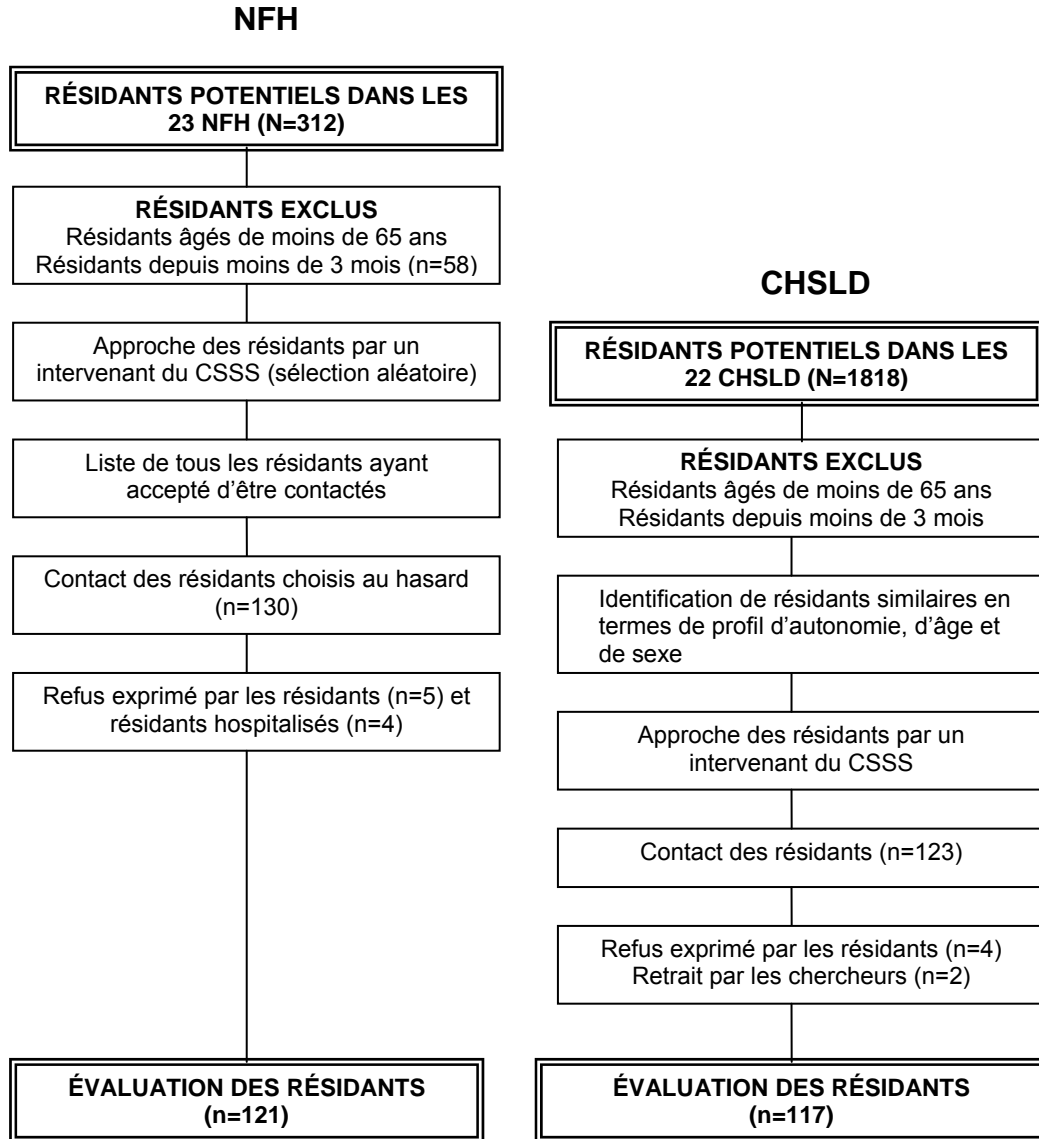 NFH
RÉSIDANTS POTENTIELS DANS LES
23 NFH (N=312)
RÉSIDANTS EXCLUS
Résidants âgés de moins de 65 ans
Résidants depuis moins de 3 mois (n=58)
Approche des résidants par un
intervenant du CSSS (sélection aléatoire)
Liste de tous les résidants ayant
accepté d'être contactés
Contact des résidants choisis au hasard
(n=130)
Refus exprimé par les résidants (n=5) et
résidants hospitalisés (n=4)
ÉVALUATION DES RÉSIDANTS
(n=121)
CHSLD
RÉSIDANTS POTENTIELS DANS LES
22 CHSLD (N=1818)
RÉSIDANTS EXCLUS
Résidants âgés de moins de 65 ans
Résidants depuis moins de 3 mois
Identification de résidants similaires en
termes de profil d'autonomie, d'âge et
de sexe
Approche des résidants par un
intervenant du CSSS
Contact des résidants (n=123)
Refus exprimé par les résidants (n=4)
Retrait par les chercheurs (n=2)
ÉVALUATION DES RÉSIDANTS
(n=117)